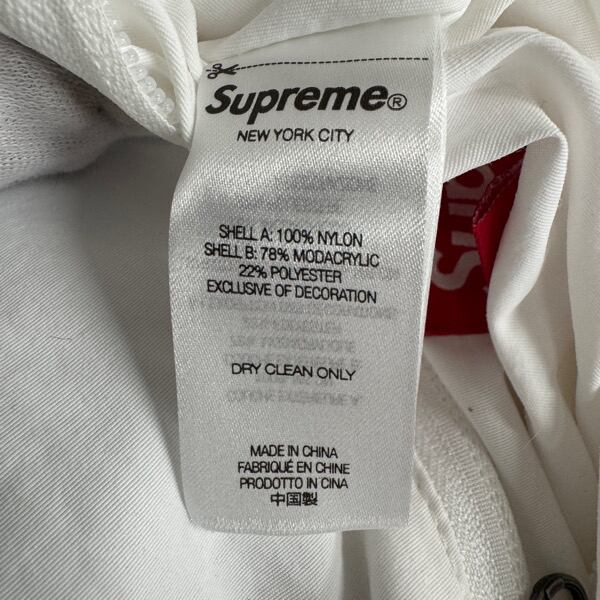 Supreme®
NEW YORK CITY
SHELL A: 100% NYLON
SHELL B: 78% MODACRYLIC
22% POLYESTER
EXCLUSIVE OF DECORATION
DRY CLEAN ONLY
MADE IN CHINA
FABRIQUÉ EN CHINE
PRODOTTO IN CINA
中国製